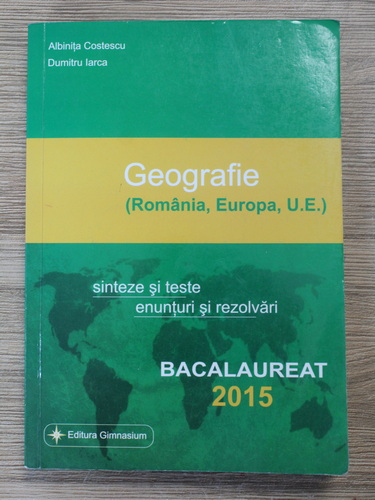 Albinița Costescu
Dumitru Iarca
Geografie
(România, Europa, U.E.)
sinteze și teste
enunțuri și rezolvări
BACALAUREAT
2015
Editura Gimnasium